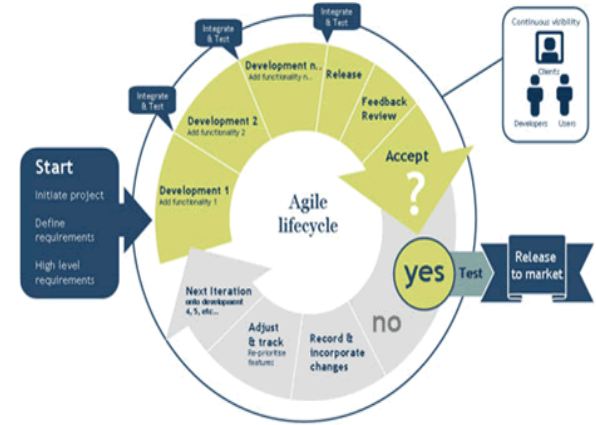 Start
Initiate project
Define
requirements
High level
requirements
Integrate
& Test
Integrate
& Test
Integrate
& Test
Development 1
Add functionality 1
Development 2
Add functionality 2
Development n..
Add functionality n..
Release
Feedback
Review
Accept
?
Agile
lifecycle
Continuous visibility
Clients
Developers
Users
yes
Test
Release
to market
no
Record &
incorporate
changes
Adjust
& track
Re-prioritise
features
Next Iteration
onto development
4, 5, etc...